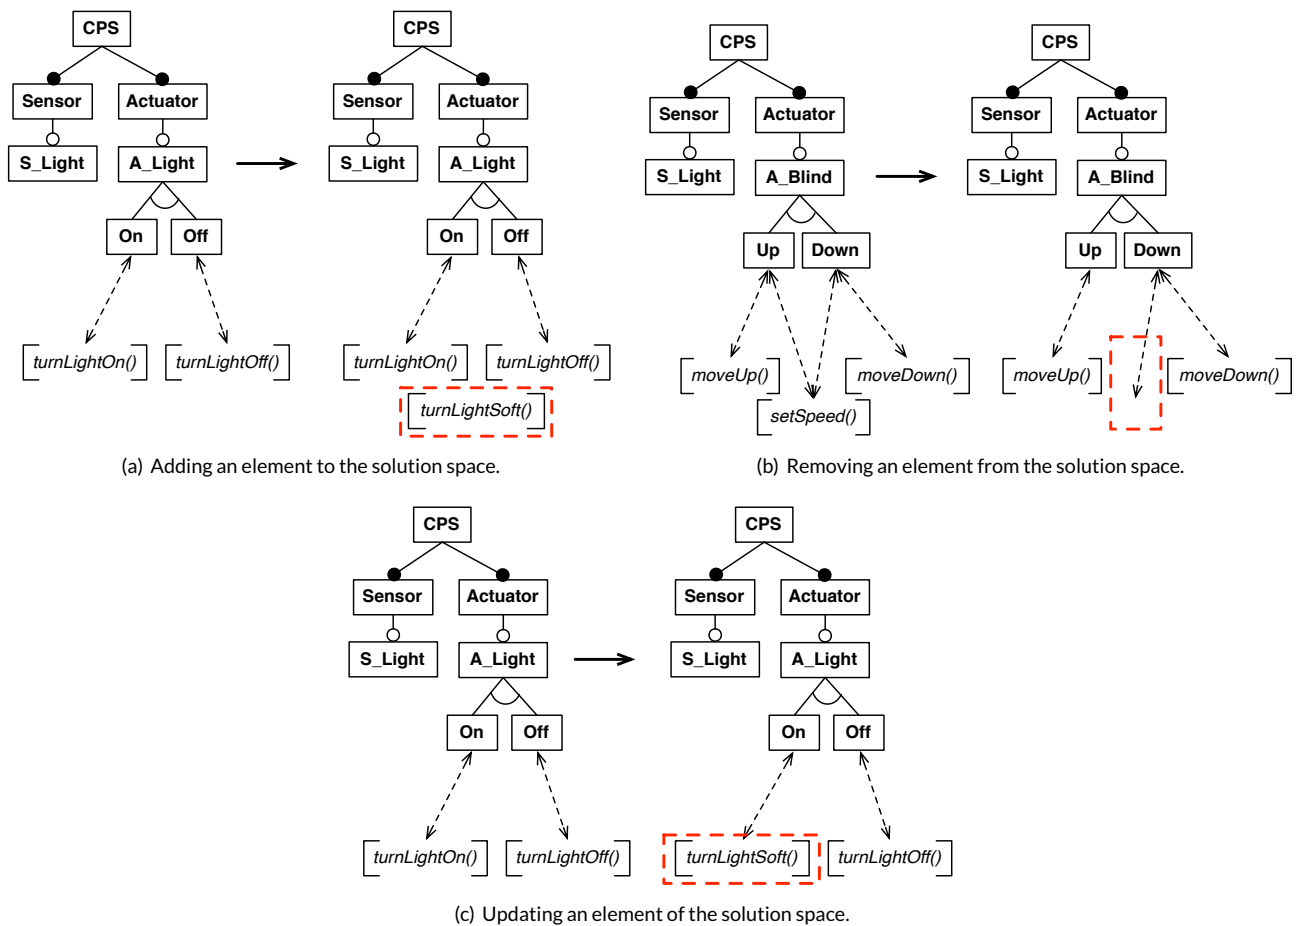 CPS
CPS
Sensor Actuator
Sensor Actuator
S_Light A_Light
S_Light A_Light
On Off
On Off
turnLightOn() turnLightOff()
turnLightOn() turnLightOff()
turnLightSoft()
(a) Adding an element to the solution space.
CPS
CPS
Sensor Actuator
Sensor Actuator
S_Light A_Blind
S_Light A_Blind
Up Down
Up Down
moveUp() moveDown()
setSpeed()
moveUp() moveDown()
(b) Removing an element from the solution space.
CPS
CPS
Sensor Actuator
Sensor Actuator
S_Light A_Light
S_Light A_Light
On Off
On Off
turnLightOn() turnLightOff()
turnLightSoft() turnLightOff()
(c) Updating an element of the solution space.